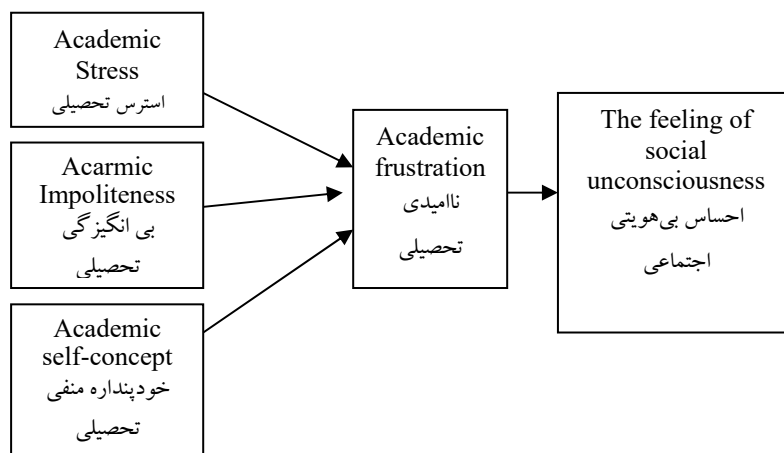 Academic
Stress
استرس تحصیلی
Acarmic
Impoliteness
بی انگیزگی
تحصیلی
Academic
self-concept
خودپنداره منفی
تحصیلی
Academic
frustration
ناامیدی
تحصیلی
The feeling of
social
unconsciousness
احساس بی‌هویتی
اجتماعی